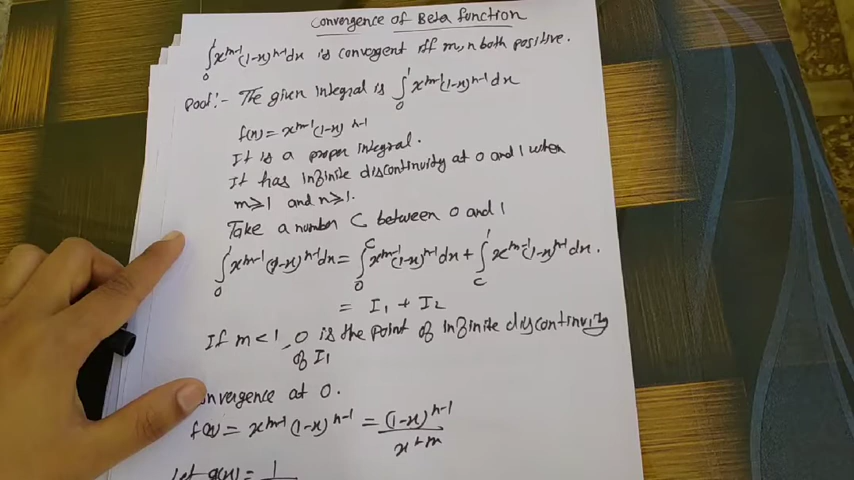 Convergence of Beta function
∫₀¹ x^(m-1) (1-x)^(n-1) dx is convergent iff m, n both positive.
Proof:- The given integral is ∫₀¹ x^(m-1) (1-x)^(n-1) dx
f(x) = x^(m-1) (1-x)^(n-1)
It is a proper integral.
It has infinite discontinuity at 0 and 1 when
m ≥ 1 and n ≥ 1.
Take a number C between 0 and 1
∫₀¹ x^(m-1) (1-x)^(n-1) dx = ∫₀^C x^(m-1) (1-x)^(n-1) dx + ∫_C¹ x^(m-1) (1-x)^(n-1) dx.
= I₁ + I₂
If m < 1, 0 is the point of infinite discontinuity
of I₁
onvergence at 0.
f(x) = x^(m-1) (1-x)^(n-1) = (1-x)^(n-1) / x^(1-m)
Let g(x) = 1